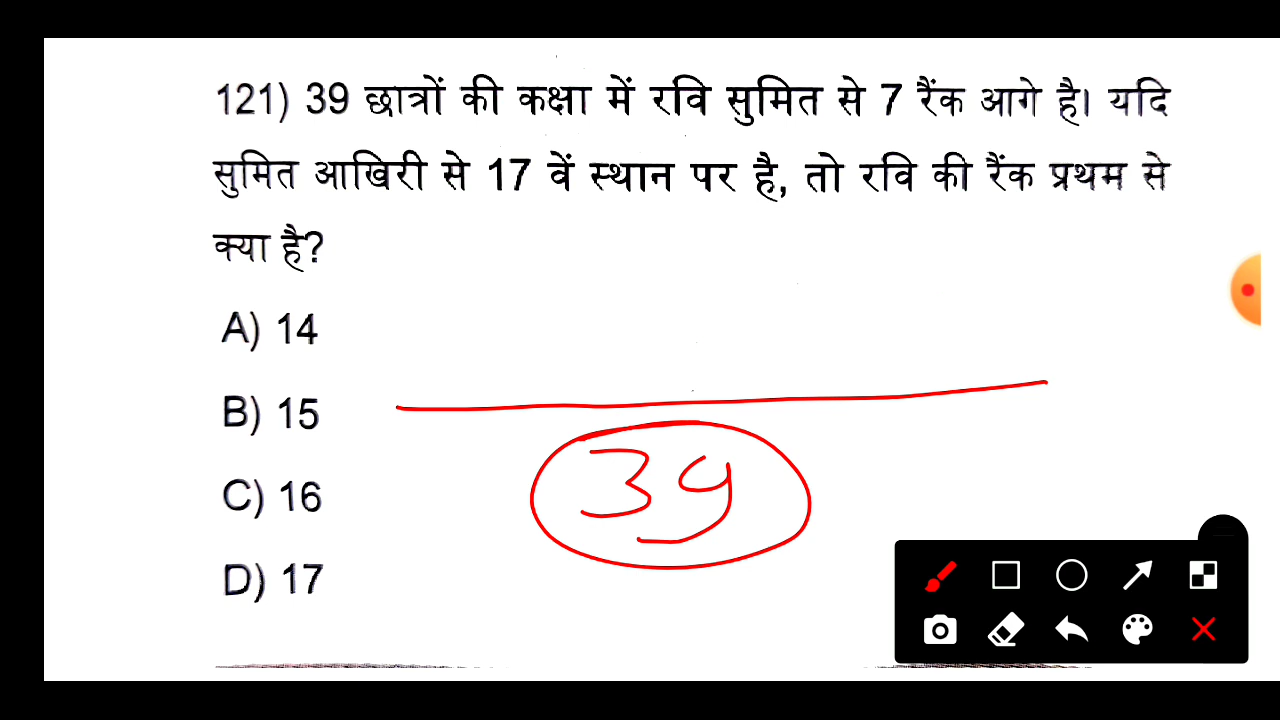 121) 39 छात्रों की कक्षा में रवि सुमित से 7 रैंक आगे है। यदि
सुमित आखिरी से 17 वें स्थान पर है, तो रवि की रैंक प्रथम से
क्या है?
A) 14
B) 15
C) 16
D) 17
39